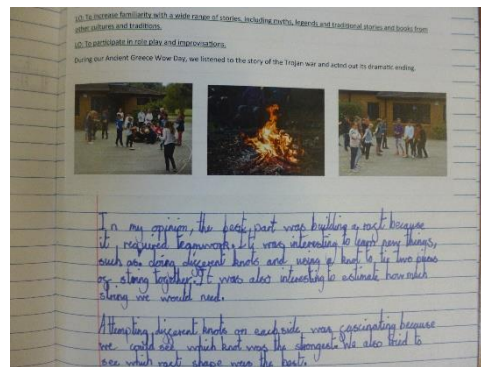 LO: To increase familiarity with a wide range of stories, including myths, legends and traditional stories and books from
other cultures and traditions.
LO: To participate in role play and improvisations.
During our Ancient Greece Wow Day, we listened to the story of the Trojan war and acted out its dramatic ending.
In my opinion, the best part was building a raft because
it required teamwork. It was interesting to learn new things,
such as: doing different knots and using a knot to tie two
of string together. It was also interesting to estimate how much
string we would need.
Attempting different knots on each side was fascinating because
we could see which knot was the strongest. We also tried to
see which raft shape was the best.